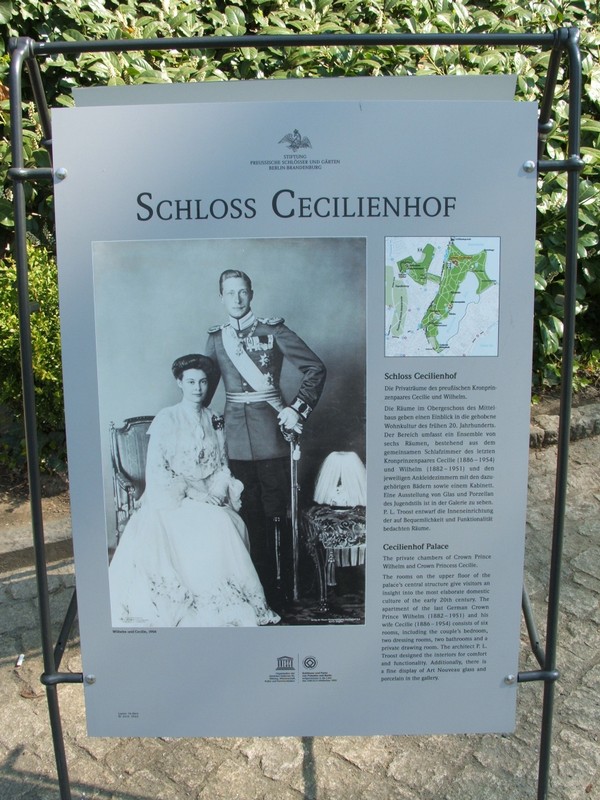 STIFTUNG
PREUSSISCHE SCHLÖSSER UND GÄRTEN
BERLIN-BRANDENBURG
SCHLOSS CECILIENHOF
Schloss Cecilienhof
Die Privaträume des preußischen Kronprin-
zenpaares Cecilie und Wilhelm.
Die Räume im Obergeschoss des Mittel
baus geben einen Einblick in die gehobene
Wohnkultur des frühen 20. Jahrhunderts.
Der Bereich umfasst ein Ensemble von
sechs Räumen, bestehend aus dem
gemeinsamen Schlafzimmer des letzten
Kronprinzenpaares Cecilie (1886–1954)
und Wilhelm (1882–1951) und den
jeweiligen Ankleidezimmern mit den dazu-
gehörigen Bädern sowie einem Kabinett.
Eine Ausstellung von Glas und Porzellan
des Jugendstils ist in der Galerie zu sehen.
P. L. Troost entwarf die Inneneinrichtung
der auf Bequemlichkeit und Funktionalität
bedachten Räume.
Cecilienhof Palace
The private chambers of Crown Prince
Wilhelm and Crown Princess Cecilie.
The rooms on the upper floor of the
palace's central structure give visitors an
insight into the most elaborate domestic
culture of the early 20th century. The
apartment of the last German Crown
Prince Wilhelm (1882–1951) and his
wife Cecilie (1886–1954) consists of six
rooms, including the couple's bedroom,
two dressing rooms, two bathrooms and a
private drawing room. The architect P. L.
Troost designed the interiors for comfort
and functionality. Additionally, there is
a fine display of Art Nouveau glass and
porcelain in the gallery.
Wilhelm und Cecilie,